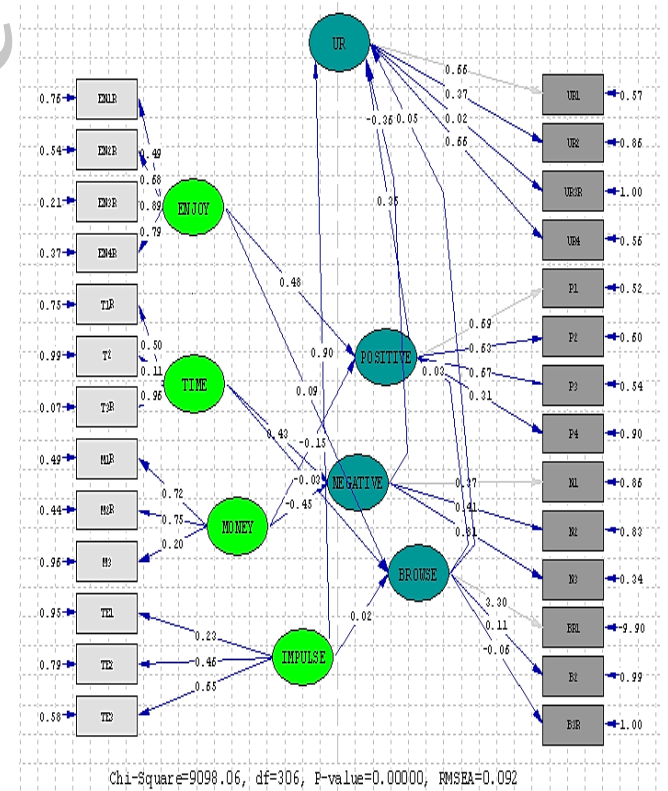 UR
0.76 EN1R
0.54 EN2R
0.21 EN3R
0.37 EN4R
0.75 T1R
0.99 T2
0.07 T3R
0.49 M1R
0.44 M2R
0.96 M3
0.95 TE1
0.79 TE2
0.58 TE3
0.49
0.68
0.89
0.79
ENJOY
0.50
0.11
0.96
TIME
0.72
0.75
0.20
MONEY
0.23
0.46
0.65
IMPULSE
0.48
0.09
0.90
0.43
-0.15
-0.03
-0.45
0.02
-0.36
0.05
0.35
0.03
POSITIVE
NEGATIVE
BROWSE
0.66
0.37
0.02
0.66
0.69
0.63
0.67
0.31
0.37
0.41
0.81
3.30
0.11
-0.06
UR1 0.57
UR2 0.86
UR3R 1.00
UR4 0.56
P1 0.52
P2 0.60
P3 0.54
P4 0.90
N1 0.86
N2 0.83
N3 0.34
BR1 -9.90
B2 0.99
B3R 1.00
Chi-Square=9098.06, df=306, P-value=0.00000, RMSEA=0.092